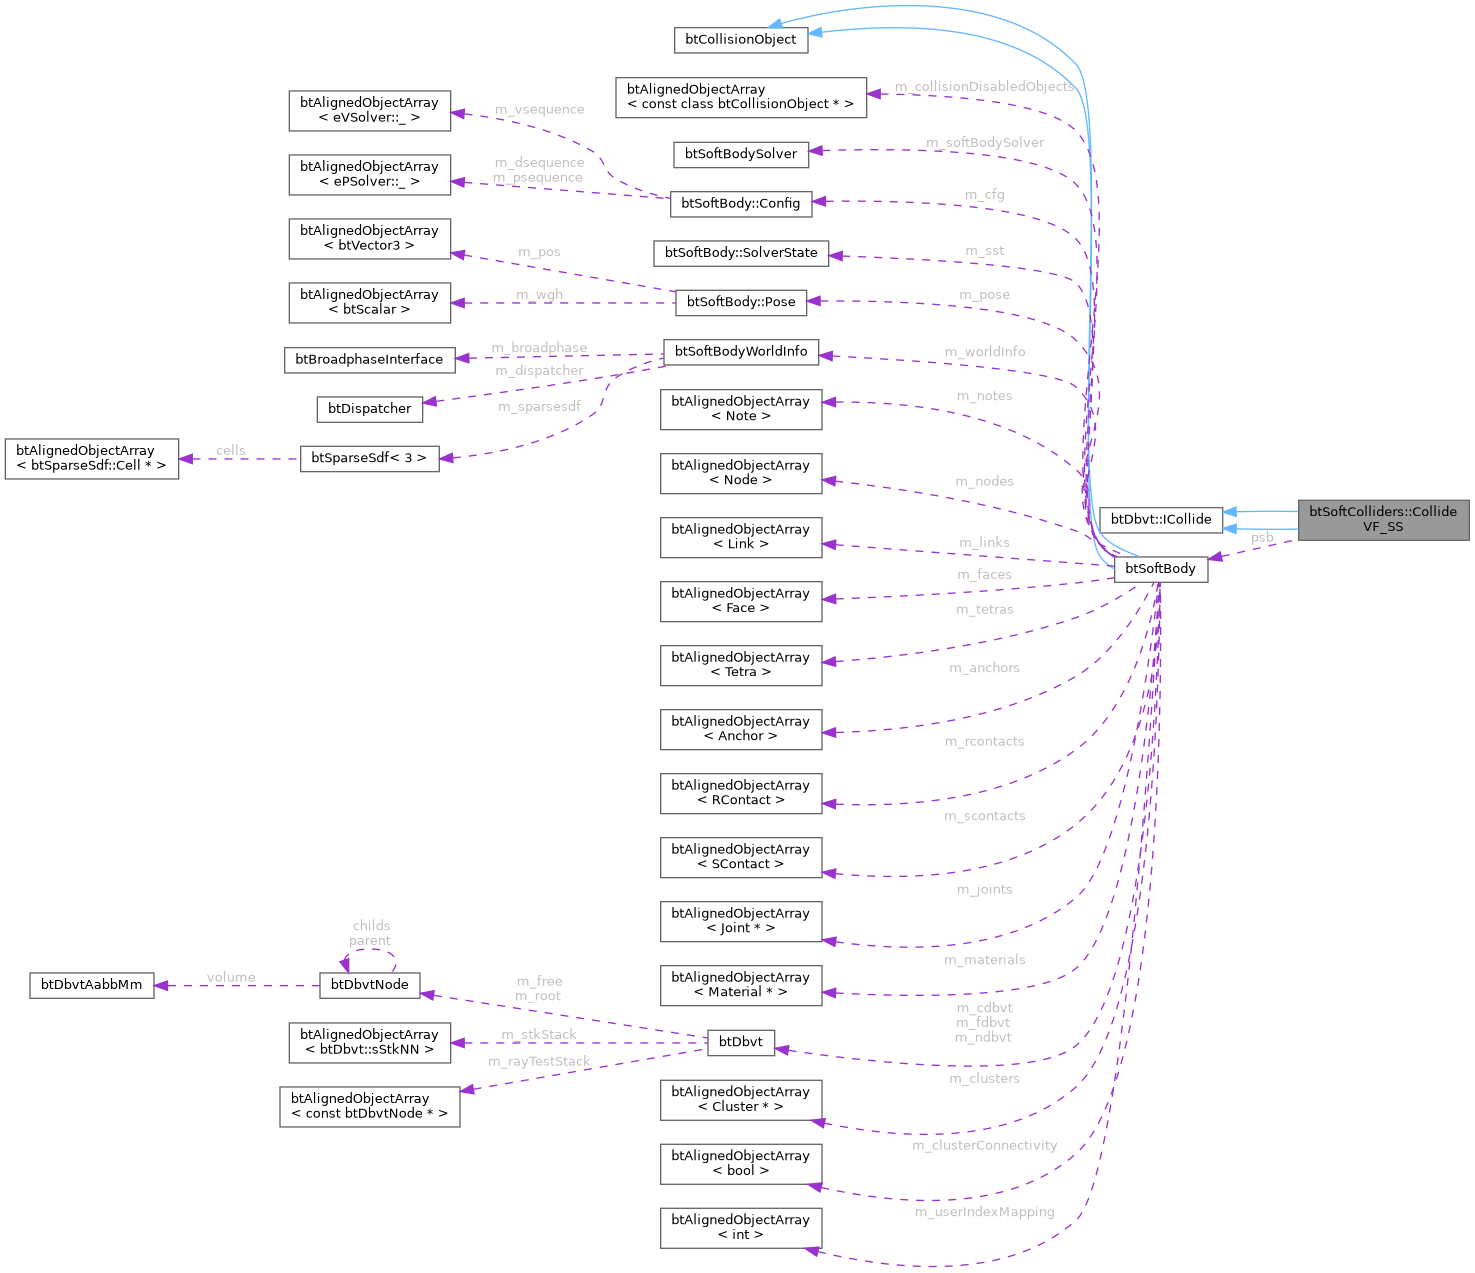 btCollisionObject
btAlignedObjectArray
< const class btCollisionObject * >
m_collisionDisabledObjects
btAlignedObjectArray
< eVSolver::_ >
m_vsequence
btSoftBodySolver
m_softBodySolver
btAlignedObjectArray
< ePSolver::_ >
m_dsequence
m_psequence
btSoftBody::Config
m_cfg
btAlignedObjectArray
< btVector3 >
m_pos
btSoftBody::SolverState
m_sst
btAlignedObjectArray
< btScalar >
m_wgh
btSoftBody::Pose
m_pose
btBroadphaseInterface
m_broadphase
btSoftBodyWorldInfo
m_worldInfo
m_dispatcher
btDispatcher
m_sparsesdf
btAlignedObjectArray
< Note >
m_notes
btAlignedObjectArray
< btSparseSdf::Cell * >
cells
btSparseSdf< 3 >
btAlignedObjectArray
< Node >
m_nodes
btDbvt::ICollide
btSoftColliders::Collide
VF_SS
psb
btAlignedObjectArray
< Link >
m_links
btSoftBody
btAlignedObjectArray
< Face >
m_faces
btAlignedObjectArray
< Tetra >
m_tetras
btAlignedObjectArray
< Anchor >
m_anchors
btAlignedObjectArray
< RContact >
m_rcontacts
btAlignedObjectArray
< SContact >
m_scontacts
btAlignedObjectArray
< Joint * >
m_joints
childs
parent
btDbvtAabbMm
volume
btDbvtNode
btAlignedObjectArray
< Material * >
m_materials
m_free
m_root
m_cdbvt
m_fdbvt
m_ndbvt
btAlignedObjectArray
< btDbvt::sStkNN >
m_stkStack
btDbvt
m_rayTestStack
btAlignedObjectArray
< const btDbvtNode * >
btAlignedObjectArray
< Cluster * >
m_clusters
btAlignedObjectArray
< bool >
m_clusterConnectivity
btAlignedObjectArray
< int >
m_userIndexMapping